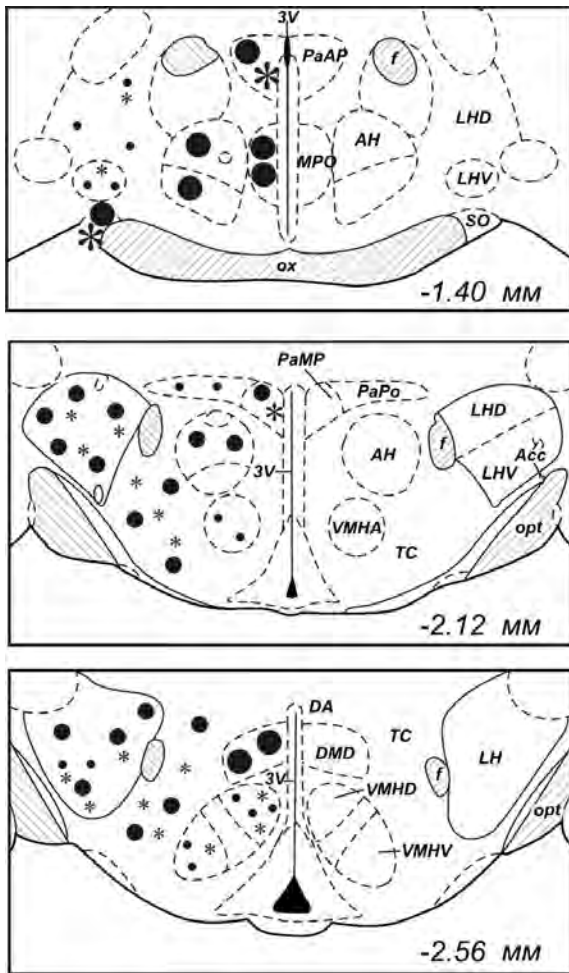 3V
PaAP
f
LHD
AH
MPO
LHV
SO
ox
-1.40 мм
PaMP
PaPo
LHD
f
Acc
AH
LHV
3V
VMHA
opt
TC
-2.12 мм
DA
TC
DMD
LH
3V
f
VMHD
opt
VMHV
-2.56 мм